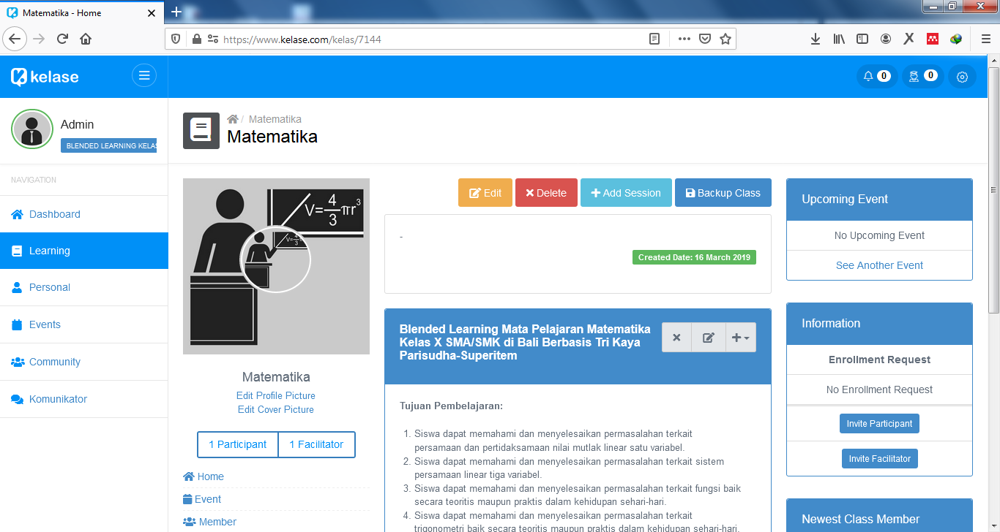 Matematika - Home
https://www.kelase.com/kelas/7144
kelase
0
0
Admin
BLENDED LEARNING KELAS
NAVIGATION
Dashboard
Learning
Personal
Events
Community
Komunikator
/ Matematika
Matematika
V=4/3πr³
Matematika
Edit Profile Picture
Edit Cover Picture
1 Participant
1 Facilitator
Home
Event
Member
Edit
Delete
Add Session
Backup Class
-
Created Date: 16 March 2019
Blended Learning Mata Pelajaran Matematika
Kelas X SMA/SMK di Bali Berbasis Tri Kaya
Parisudha-Superitem
Tujuan Pembelajaran:
1. Siswa dapat memahami dan menyelesaikan permasalahan terkait
persamaan dan pertidaksamaan nilai mutlak linear satu variabel.
2. Siswa dapat memahami dan menyelesaikan permasalahan terkait sistem
persamaan linear tiga variabel.
3. Siswa dapat memahami dan menyelesaikan permasalahan terkait fungsi baik
secara teoritis maupun praktis dalam kehidupan sehari-hari.
4. Siswa dapat memahami dan menyelesaikan permasalahan terkait
trigonometri baik secara teoritis maupun praktis dalam kehidupan sehari-hari.
Upcoming Event
No Upcoming Event
See Another Event
Information
Enrollment Request
No Enrollment Request
Invite Participant
Invite Facilitator
Newest Class Member